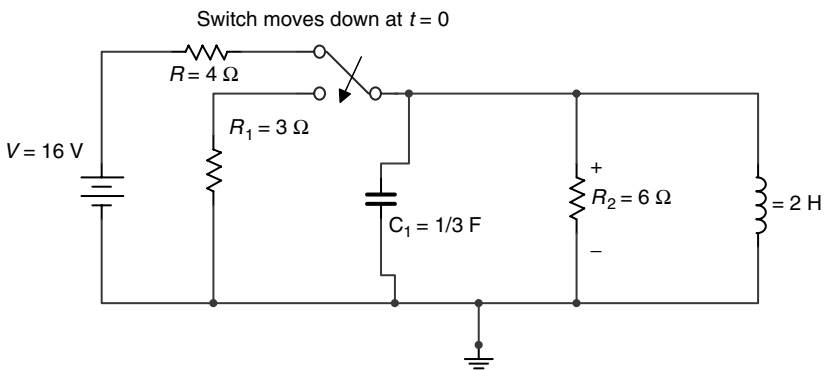 Switch moves down at t = 0
R = 4 Ω
R1 = 3 Ω
V = 16 V
+
R2 = 6 Ω
= 2 H
C1 = 1/3 F
–